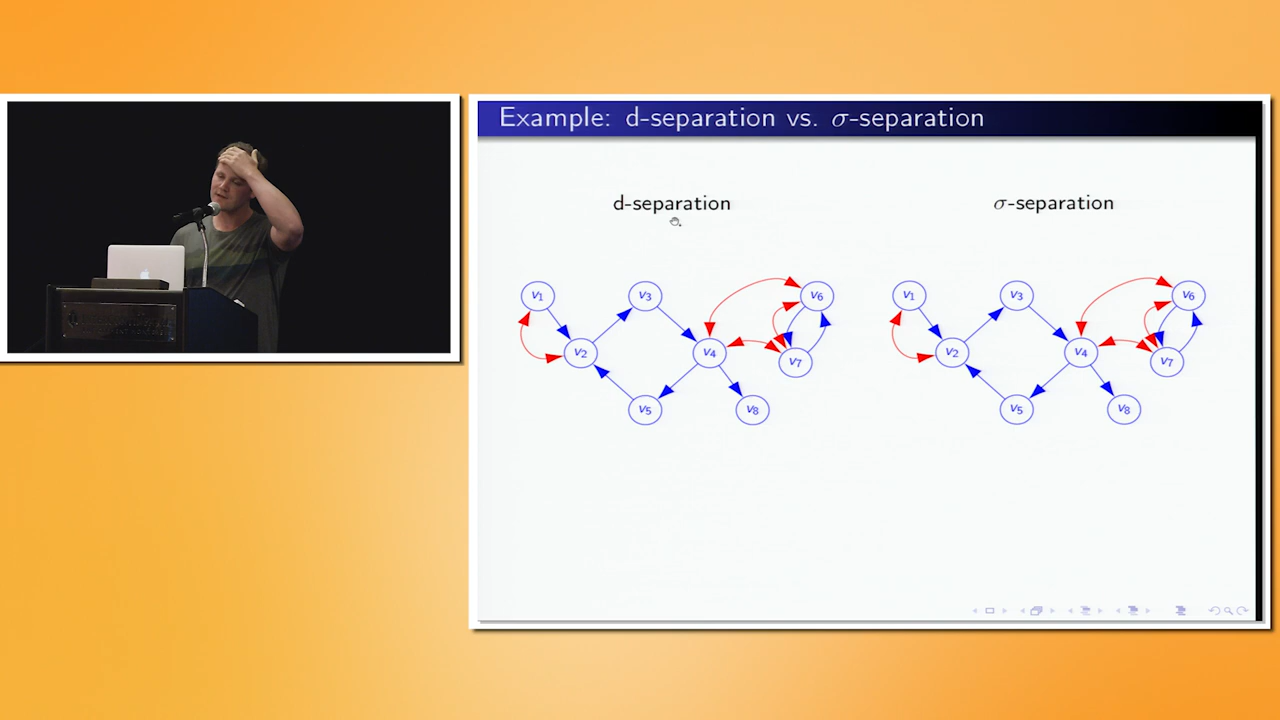 Example: d-separation vs. σ-separation
d-separation
σ-separation
v1
v3
v6
v2
v4
v7
v5
v8
v1
v3
v6
v2
v4
v7
v5
v8